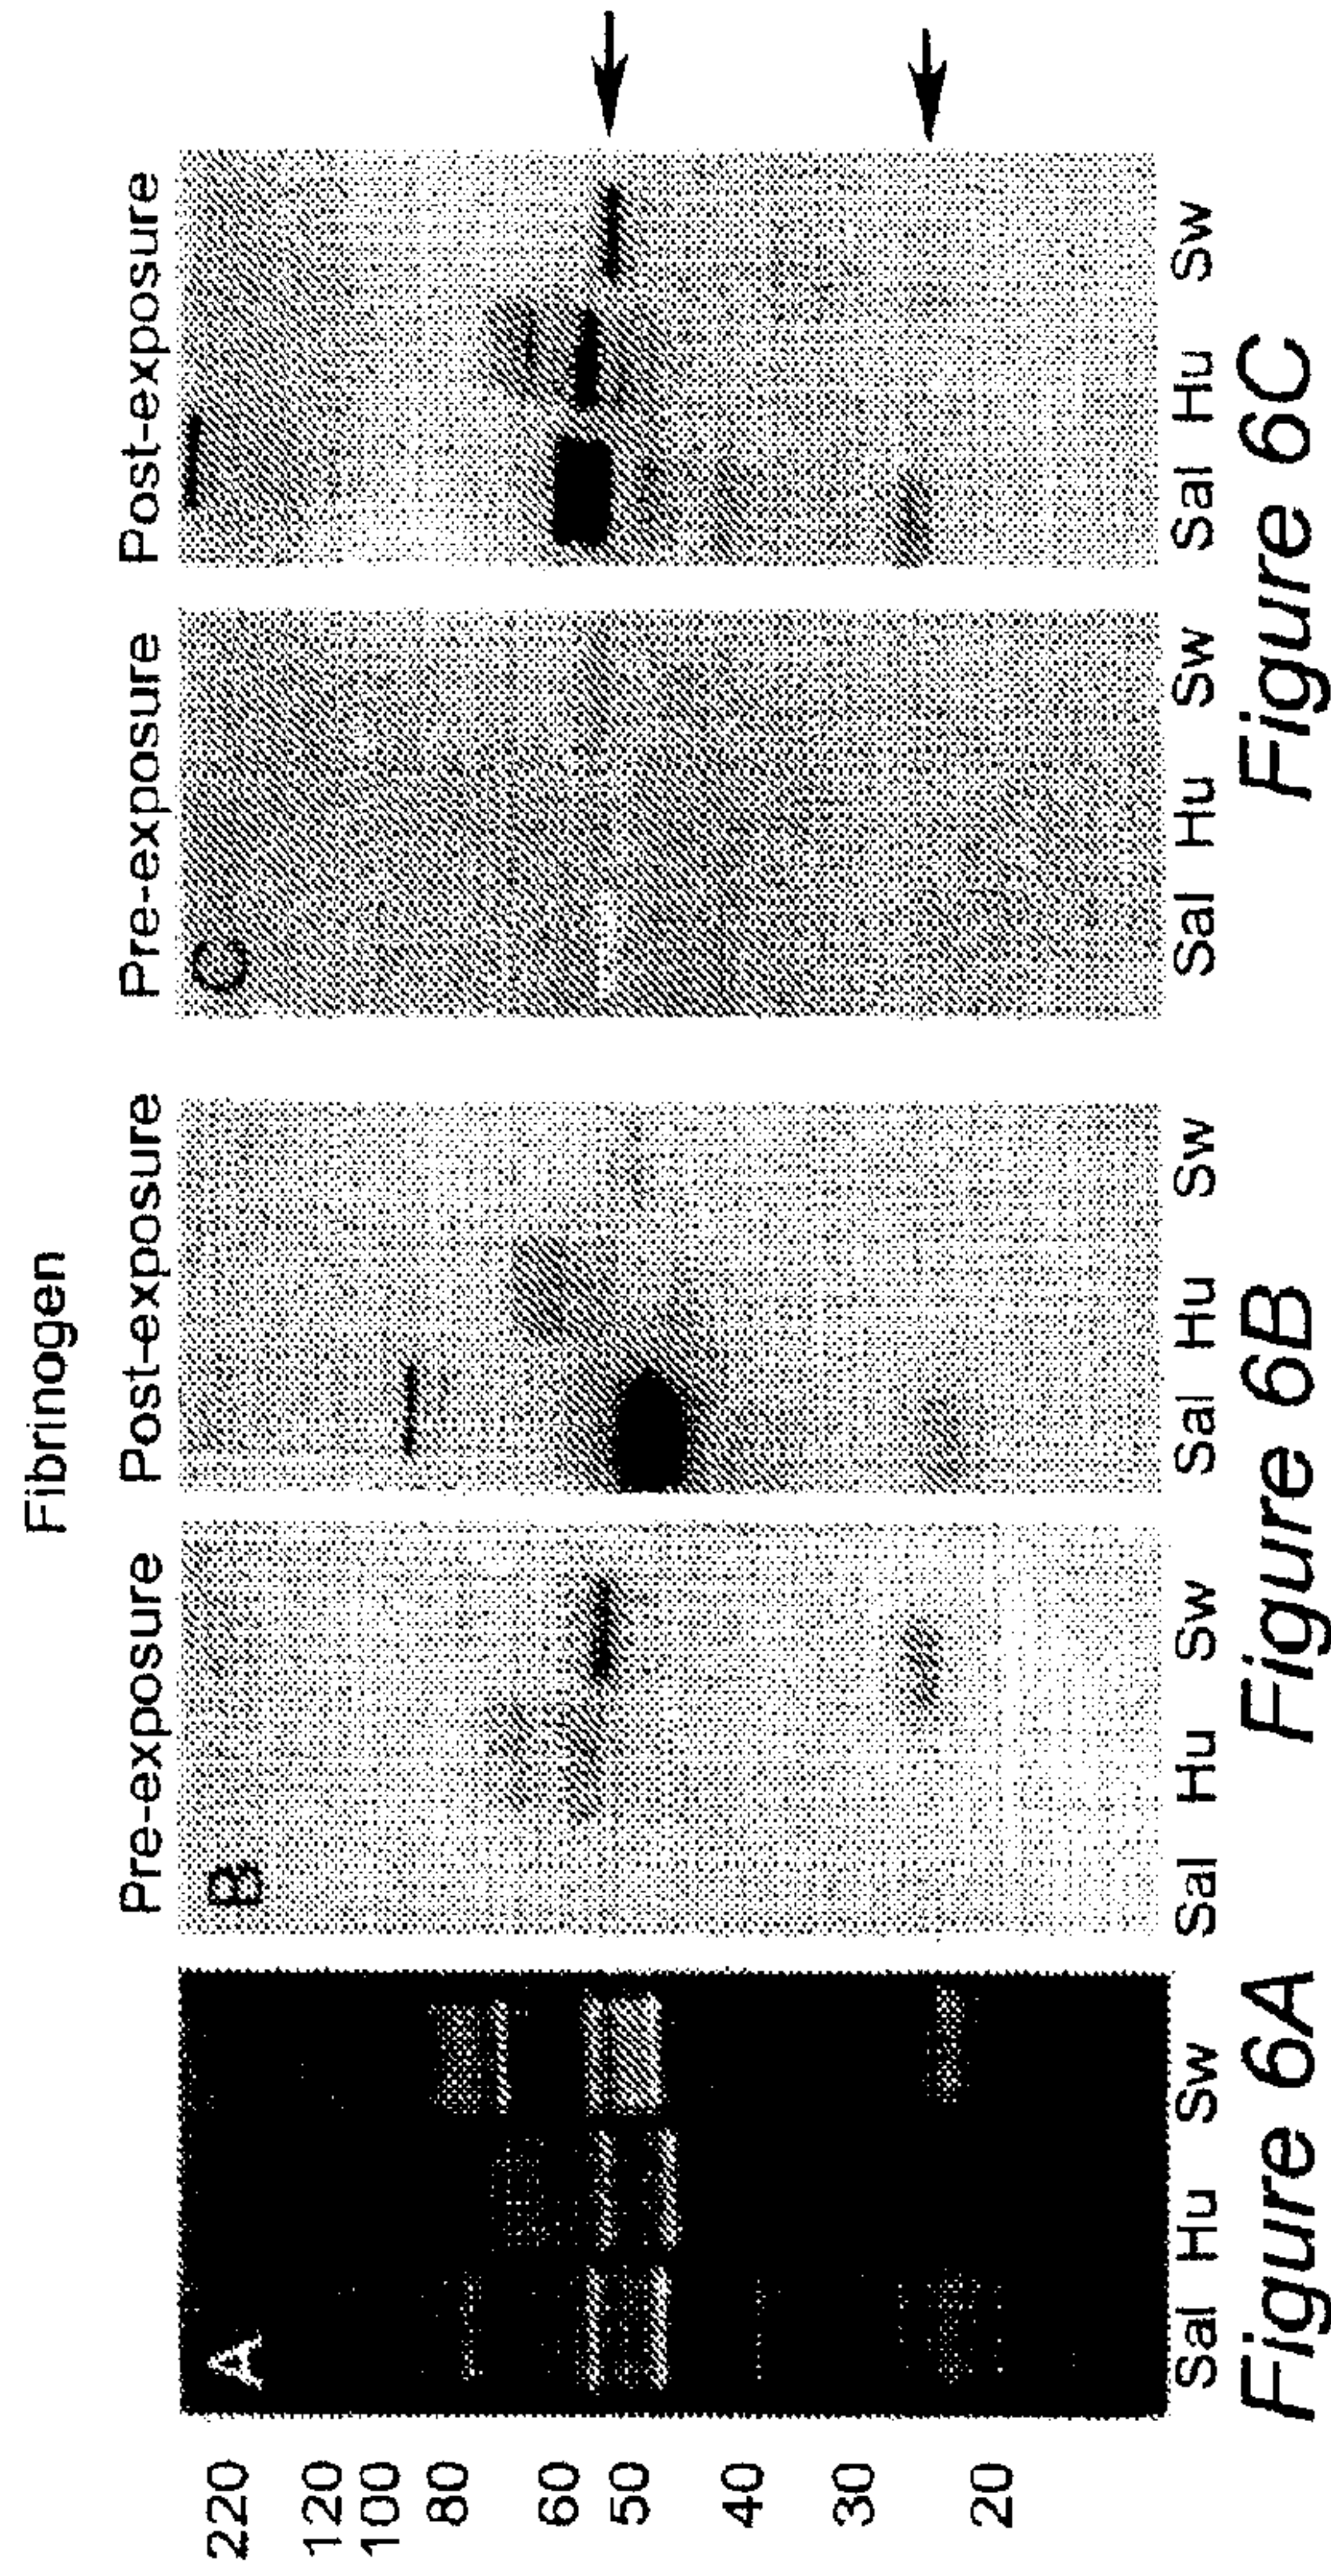 Fibrinogen
Pre-exposure Post-exposure Pre-exposure Post-exposure
A B C
220
120
100
80
60
50
40
30
20
Sal Hu Sw Sal Hu Sw Sal Hu Sw Sal Hu Sw Sal Hu Sw
Figure 6A Figure 6B Figure 6C